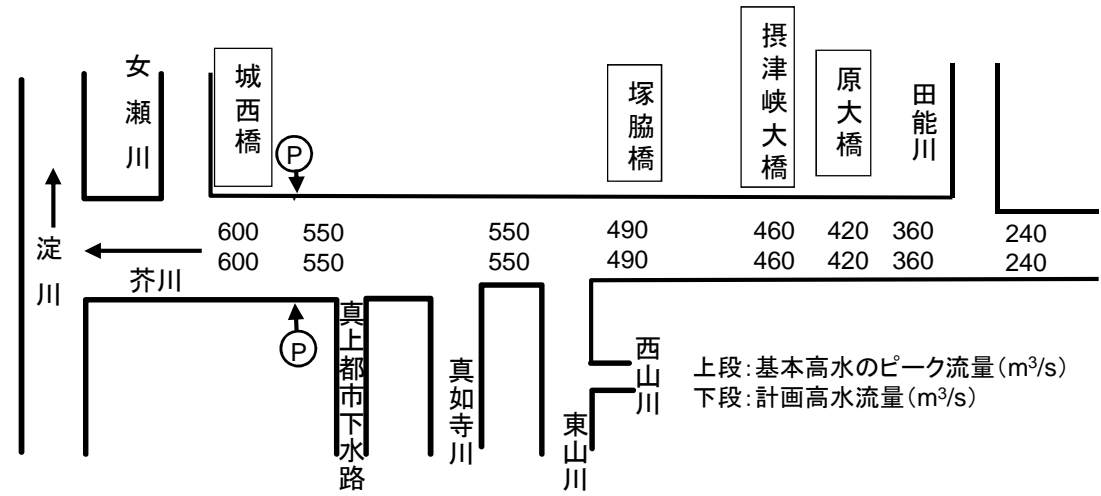 女瀬川
城西橋
P
塚脇橋
摂津峡大橋
原大橋
田能川
600 550 550 490 460 420 360 240
600 550 550 490 460 420 360 240
淀川
芥川
P
真上都市下水路
真如寺川
東山川
西山川
上段:基本高水のピーク流量(m³/s)
下段:計画高水流量(m³/s)